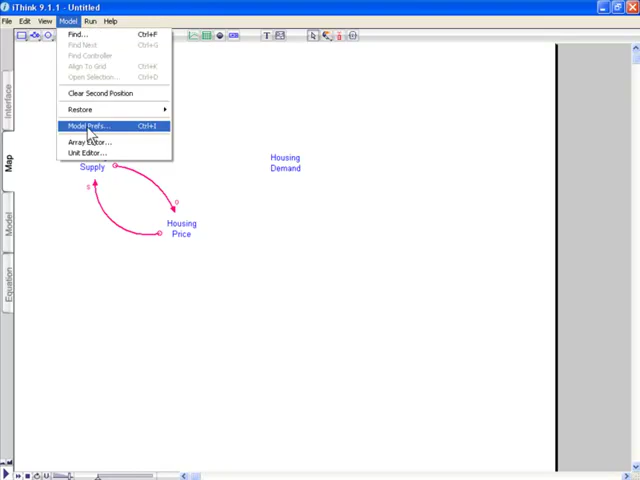 iThink 9.1.1 - Untitled
File Edit View Model Run Help
Find... Ctrl+F
Find Next Ctrl+G
Find Controller
Align To Grid Ctrl+K
Open Selection... Ctrl+D
Clear Second Position
Restore
Model Prefs... Ctrl+I
Array Editor...
Unit Editor...
Interface
Map
Model
Equation
Supply
s
o
Housing
Price
Housing
Demand